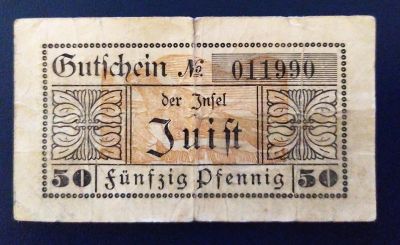 Gutschein No. 011990
der Insel
Juist
50 Fünfzig Pfennig 50